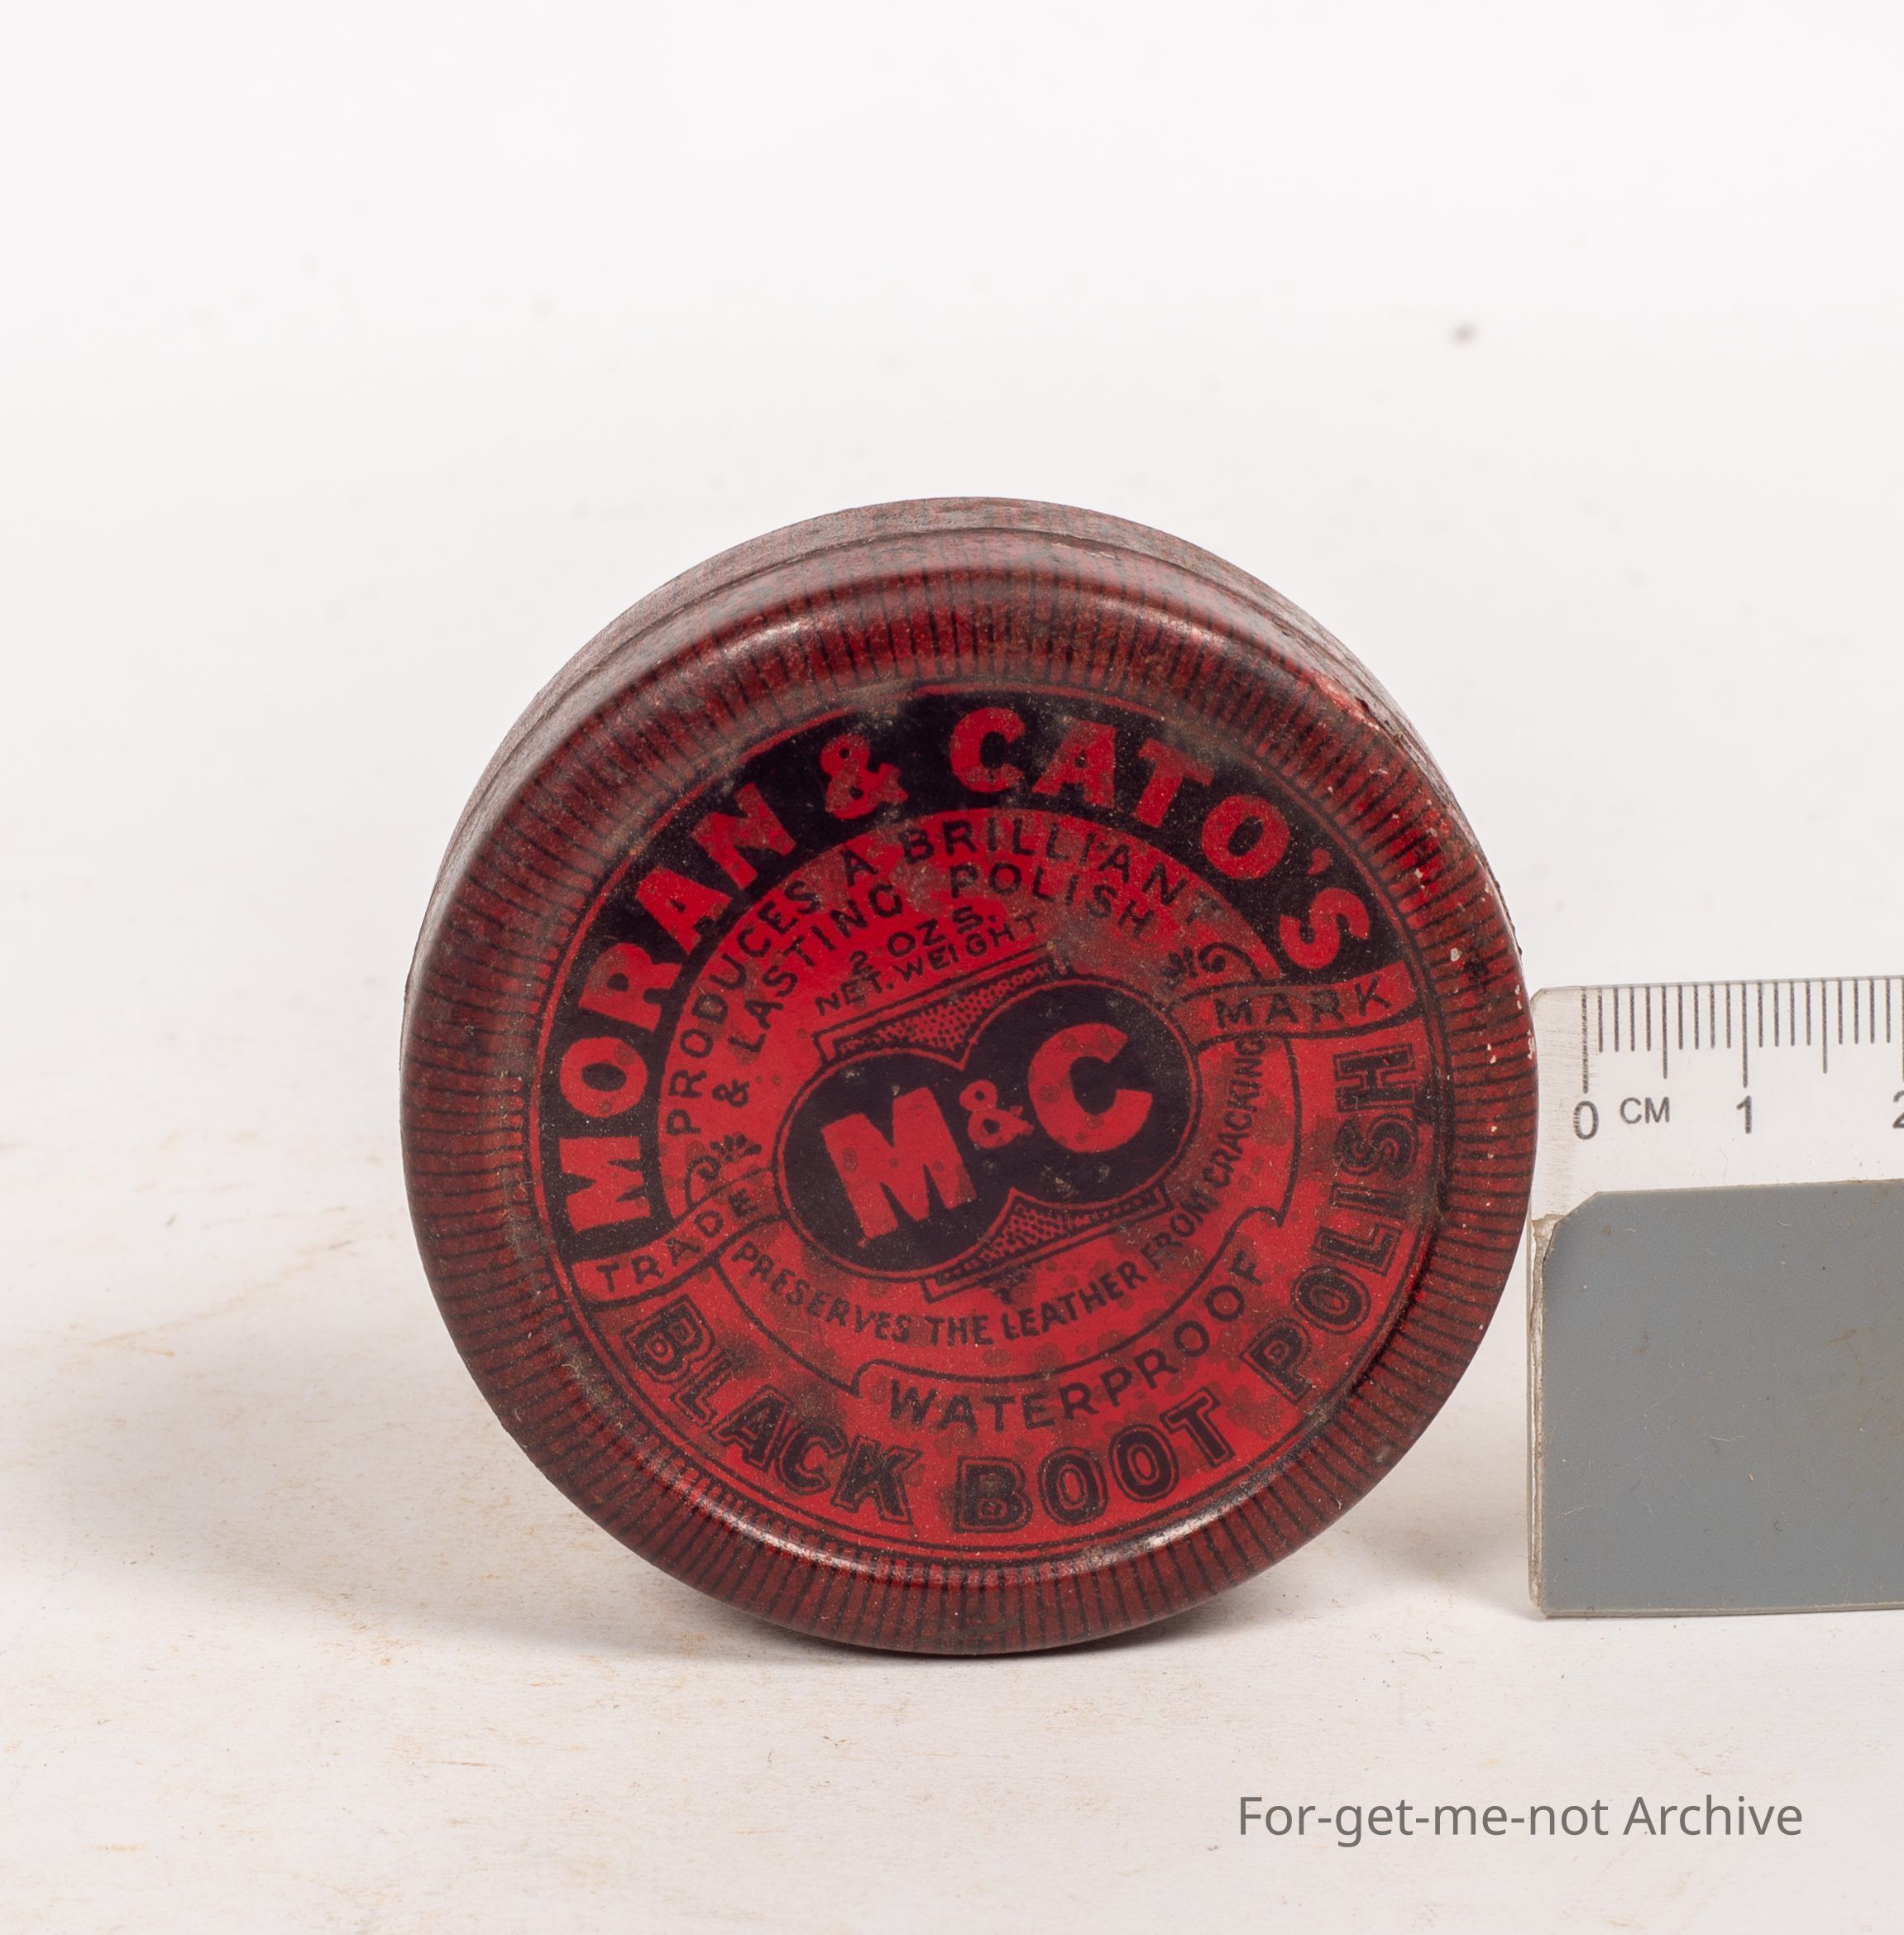 MORAN & CATO'S
PRODUCES A BRILLIANT
& LASTING POLISH
2 OZS.
NET. WEIGHT
TRADE MARK
M & C
PRESERVES THE LEATHER FROM CRACKING
WATERPROOF
BLACK BOOT POLISH
0 CM 1 2
For-get-me-not Archive